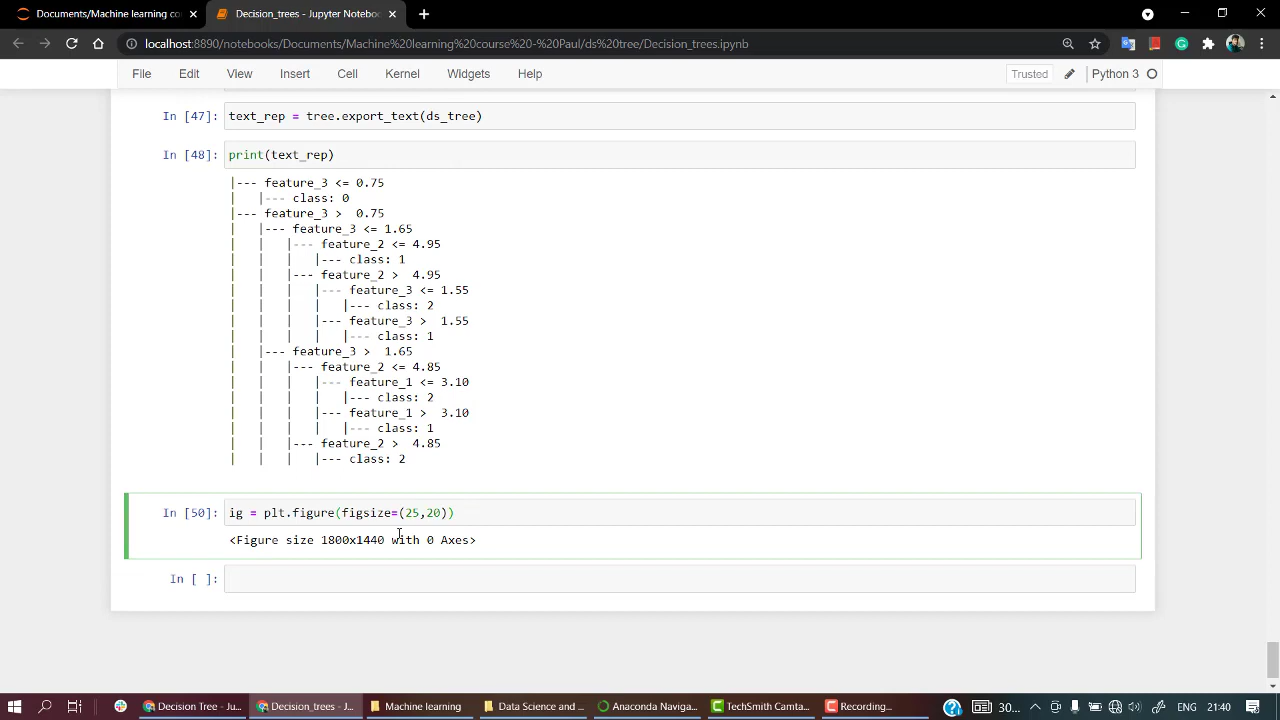 Documents/Machine learning co
Decision_trees - Jupyter Noteboo
localhost:8890/notebooks/Documents/Machine%20learning%20course%20-%20Paul/ds%20tree/Decision_trees.ipynb
File Edit View Insert Cell Kernel Widgets Help Trusted Python 3
In [47]: text_rep = tree.export_text(ds_tree)
In [48]: print(text_rep)
|--- feature_3 <= 0.75
|   |--- class: 0
|--- feature_3 >  0.75
|   |--- feature_3 <= 1.65
|   |   |--- feature_2 <= 4.95
|   |   |   |--- class: 1
|   |   |--- feature_2 >  4.95
|   |   |   |--- feature_3 <= 1.55
|   |   |   |   |--- class: 2
|   |   |   |--- feature_3 >  1.55
|   |   |   |   |--- class: 1
|   |--- feature_3 >  1.65
|   |   |--- feature_2 <= 4.85
|   |   |   |--- feature_1 <= 3.10
|   |   |   |   |--- class: 2
|   |   |   |--- feature_1 >  3.10
|   |   |   |   |--- class: 1
|   |   |--- feature_2 >  4.85
|   |   |   |--- class: 2
In [50]: ig = plt.figure(figsize=(25,20))
<Figure size 1800x1440 with 0 Axes>
In [ ]:
Decision Tree - Ju... Decision_trees - J... Machine learning Data Science and ... Anaconda Naviga... TechSmith Camta... Recording... 30... ENG 21:40